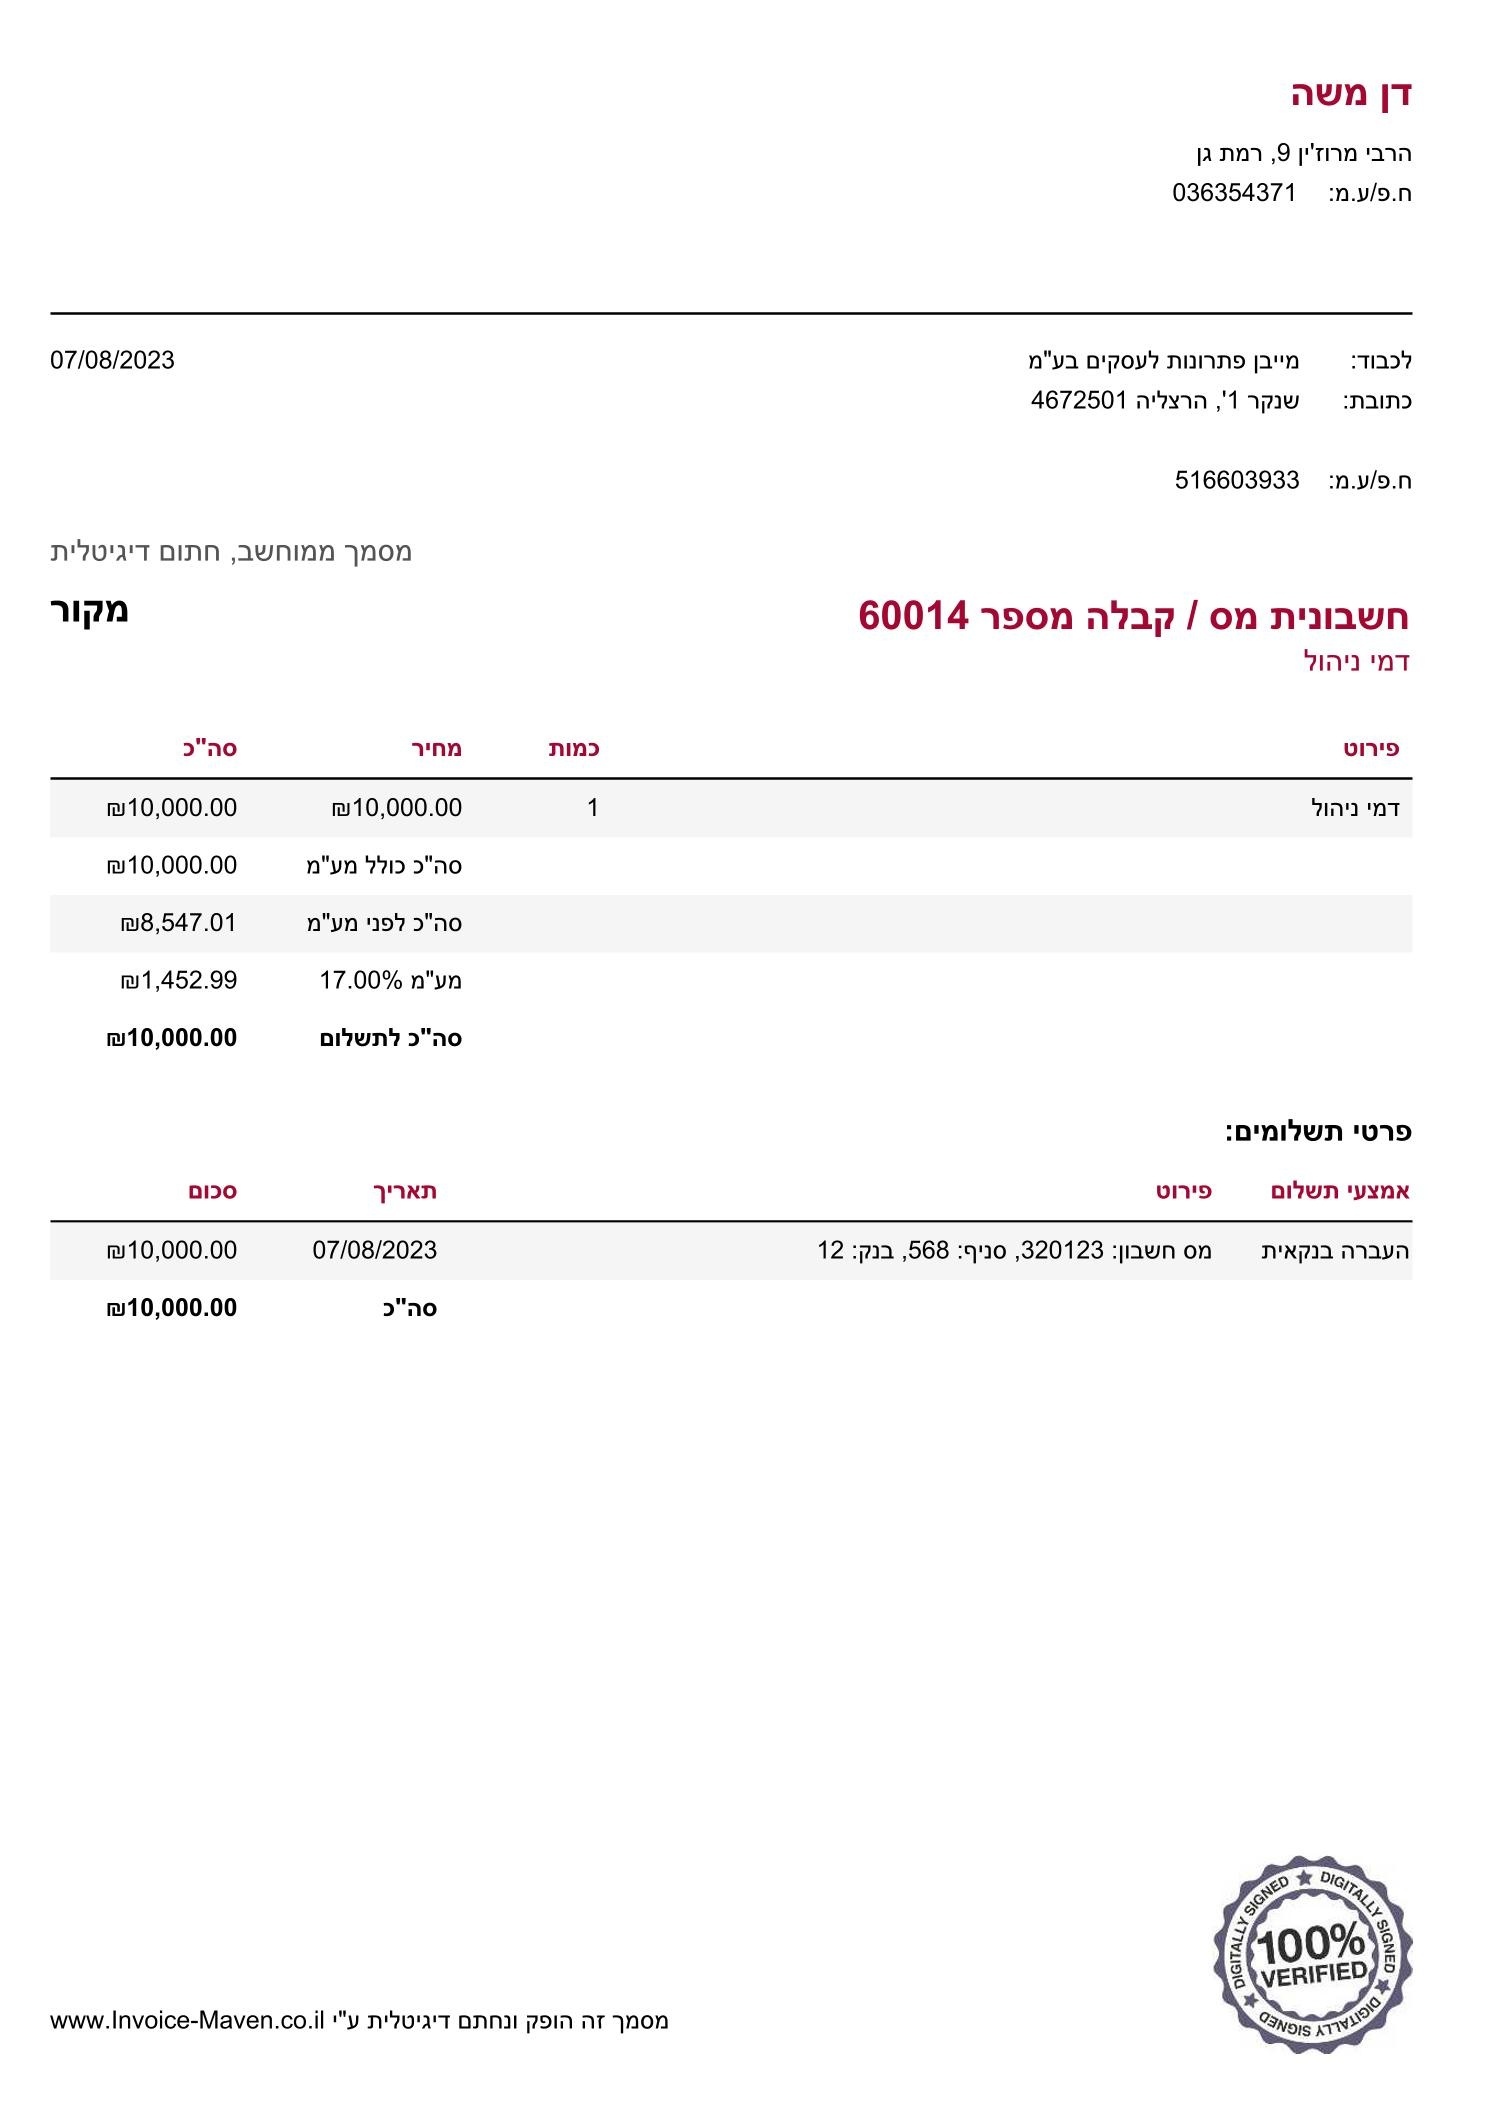 דן משה
הרבי מרוז'ין 9, רמת גן
ח.פ/ע.מ: 036354371
לכבוד: מייבן פתרונות לעסקים בע"מ 07/08/2023
כתובת: שנקר 1', הרצליה 4672501
ח.פ/ע.מ: 516603933
מסמך ממוחשב, חתום דיגיטלית
חשבונית מס / קבלה מספר 60014 מקור
דמי ניהול
פירוט כמות מחיר סה"כ
דמי ניהול 1 ₪10,000.00 ₪10,000.00
סה"כ כולל מע"מ ₪10,000.00
סה"כ לפני מע"מ ₪8,547.01
מע"מ 17.00% ₪1,452.99
סה"כ לתשלום ₪10,000.00
פרטי תשלומים:
אמצעי תשלום פירוט תאריך סכום
העברה בנקאית מס חשבון: 320123, סניף: 568, בנק: 12 07/08/2023 ₪10,000.00
סה"כ ₪10,000.00
DIGITALLY SIGNED ★ DIGITALLY SIGNED ★ DIGITALLY SIGNED ★
100%
VERIFIED
מסמך זה הופק ונחתם דיגיטלית ע"י www.Invoice-Maven.co.il